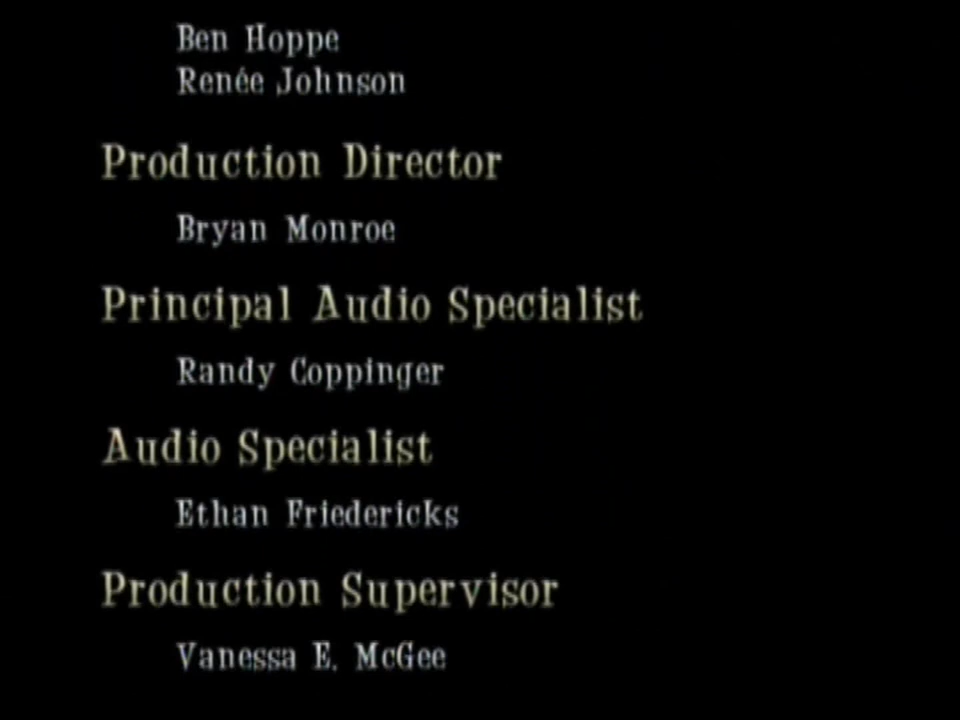 Ben Hoppe
Renée Johnson
Production Director
Bryan Monroe
Principal Audio Specialist
Randy Coppinger
Audio Specialist
Ethan Friedericks
Production Supervisor
Vanessa E. McGee